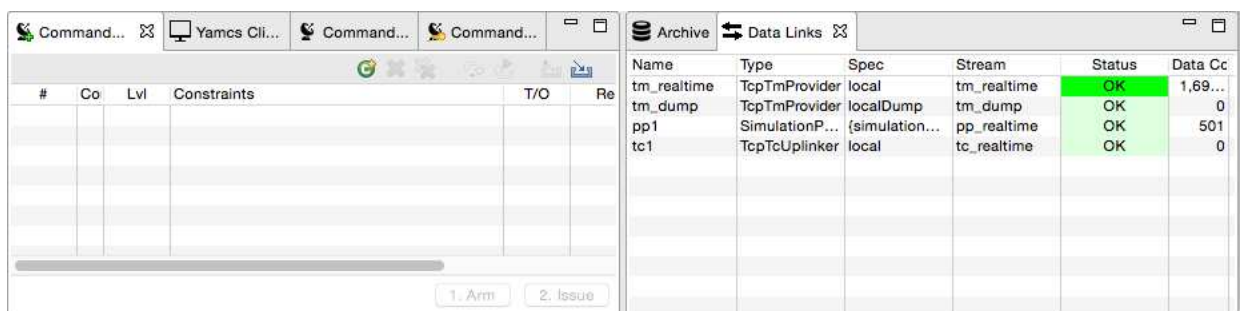 Command... Yamcs Cli... Command... Command...
# Co Lvl Constraints T/O Re
1. Arm 2. Issue
Archive Data Links
Name Type Spec Stream Status Data Cc
tm_realtime TcpTmProvider local tm_realtime OK 1,69...
tm_dump TcpTmProvider localDump tm_dump OK 0
pp1 SimulationP... {simulation... pp_realtime OK 501
tc1 TcpTcUplinker local tc_realtime OK 0